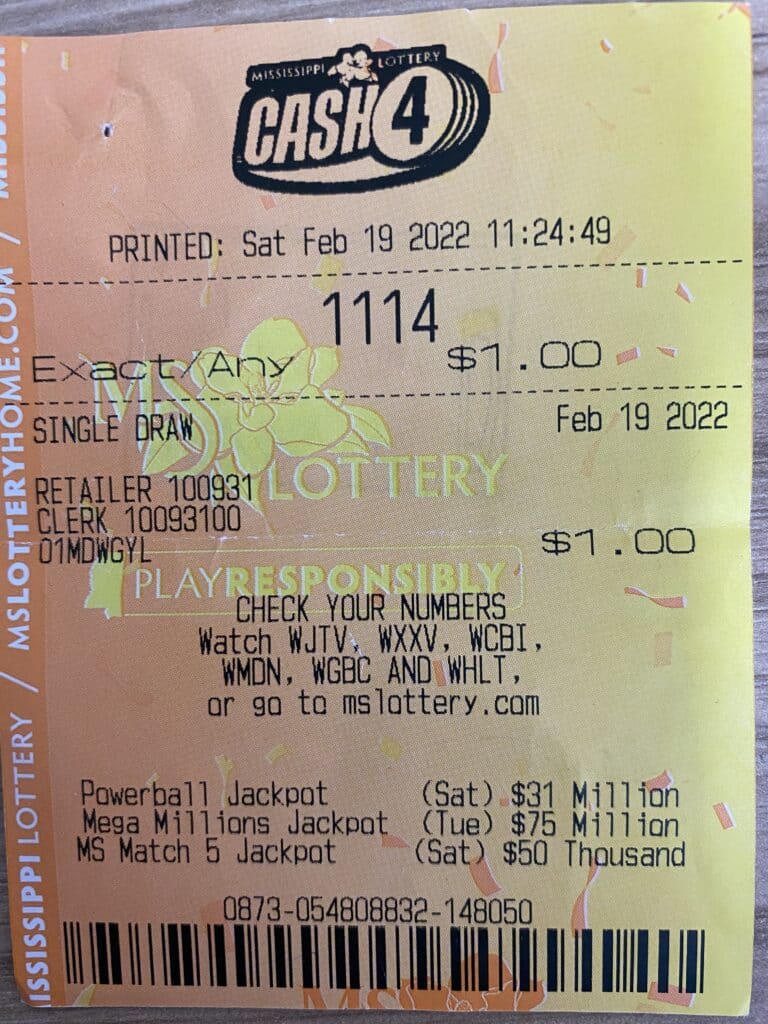 MISSISSIPPI LOTTERY
CASH 4
PRINTED: Sat Feb 19 2022 11:24:49
1114
Exact/Any $1.00
SINGLE DRAW Feb 19 2022
MS LOTTERY
RETAILER 100931
CLERK 10093100
01MDWGYL $1.00
PLAYRESPONSIBLY
CHECK YOUR NUMBERS
Watch WJTV, WXXV, WCBI,
WMDN, WGBC AND WHLT,
or go to mslottery.com
Powerball Jackpot (Sat) $31 Million
Mega Millions Jackpot (Tue) $75 Million
MS Match 5 Jackpot (Sat) $50 Thousand
0873-054808832-148050
MISSISSIPPI LOTTERY / MSLOTTERYHOME.COM /